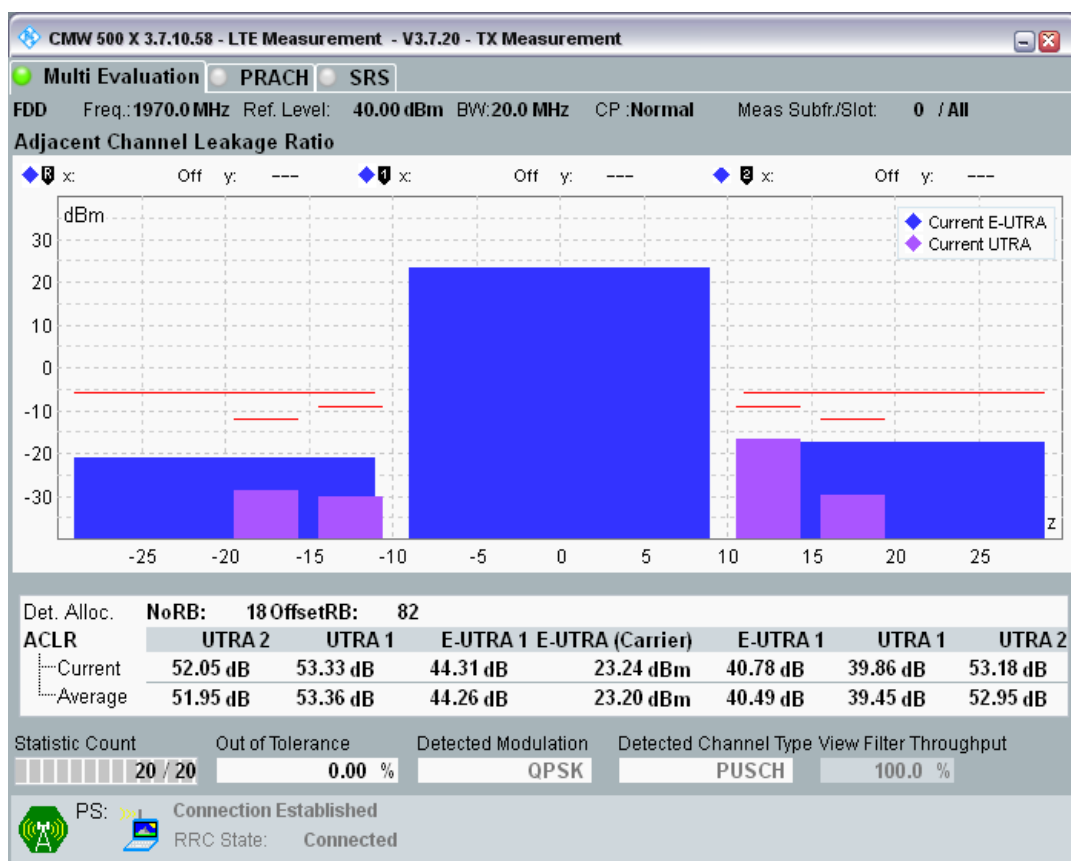 CMW 500 X 3.7.10.58 - LTE Measurement - V3.7.20 - TX Measurement
Multi Evaluation PRACH SRS
FDD Freq.: 1970.0 MHz Ref. Level: 40.00 dBm BW: 20.0 MHz CP : Normal Meas Subfr./Slot: 0 / All
Adjacent Channel Leakage Ratio
R x: Off y: --- 1 x: Off y: --- 2 x: Off y: ---
dBm
Current E-UTRA
Current UTRA
30
20
10
0
-10
-20
-30
z
-25 -20 -15 -10 -5 0 5 10 15 20 25
Det. Alloc. NoRB: 18 OffsetRB: 82
ACLR UTRA 2 UTRA 1 E-UTRA 1 E-UTRA (Carrier) E-UTRA 1 UTRA 1 UTRA 2
Current 52.05 dB 53.33 dB 44.31 dB 23.24 dBm 40.78 dB 39.86 dB 53.18 dB
Average 51.95 dB 53.36 dB 44.26 dB 23.20 dBm 40.49 dB 39.45 dB 52.95 dB
Statistic Count Out of Tolerance Detected Modulation Detected Channel Type View Filter Throughput
20 / 20 0.00 % QPSK PUSCH 100.0 %
PS: Connection Established
RRC State: Connected